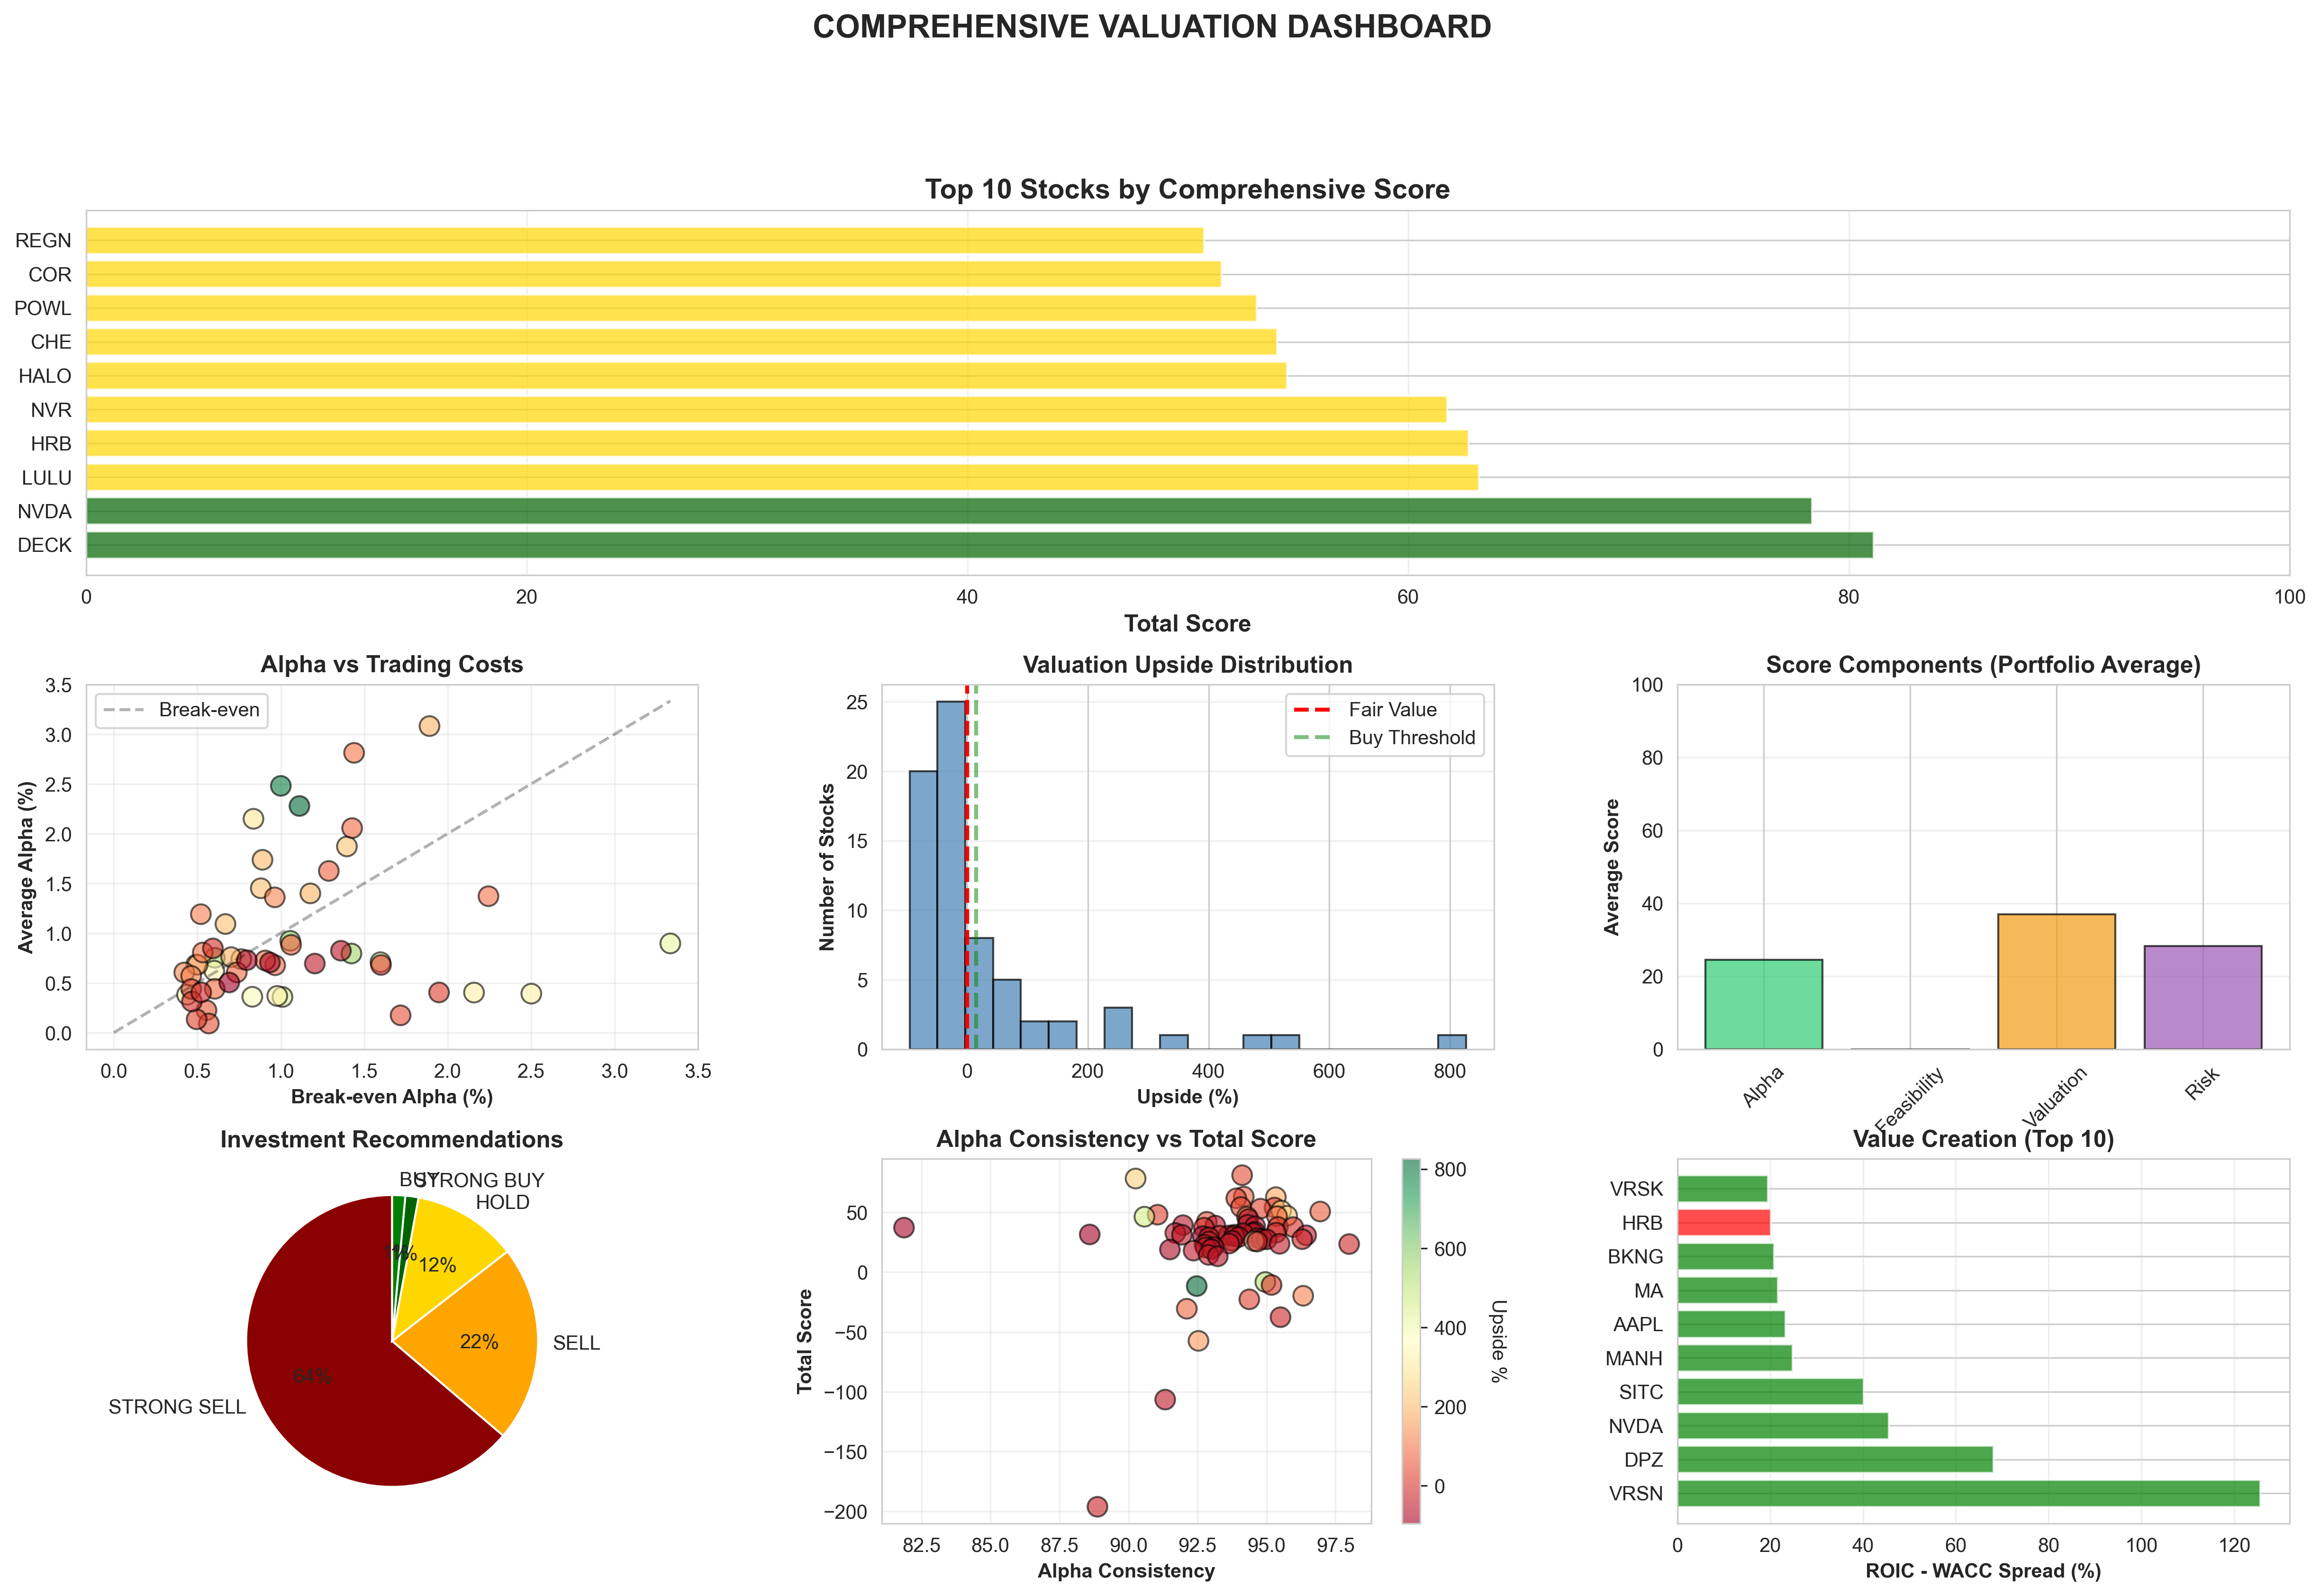 COMPREHENSIVE VALUATION DASHBOARD
Top 10 Stocks by Comprehensive Score
REGN
COR
POWL
CHE
HALO
NVR
HRB
LULU
NVDA
DECK
0 20 40 60 80 100
Total Score
Alpha vs Trading Costs
Break-even
3.5
3.0
2.5
2.0
1.5
1.0
0.5
0.0
Average Alpha (%)
0.0 0.5 1.0 1.5 2.0 2.5 3.0 3.5
Break-even Alpha (%)
Valuation Upside Distribution
Fair Value
Buy Threshold
25
20
15
10
5
0
Number of Stocks
0 200 400 600 800
Upside (%)
Score Components (Portfolio Average)
100
80
60
40
20
0
Average Score
Alpha
Feasibility
Valuation
Risk
Investment Recommendations
BUY
STRONG BUY
HOLD
SELL
STRONG SELL
1%
12%
22%
64%
Alpha Consistency vs Total Score
50
0
−50
−100
−150
−200
Total Score
82.5 85.0 87.5 90.0 92.5 95.0 97.5
Alpha Consistency
800
600
400
200
0
Upside %
Value Creation (Top 10)
VRSK
HRB
BKNG
MA
AAPL
MANH
SITC
NVDA
DPZ
VRSN
0 20 40 60 80 100 120
ROIC - WACC Spread (%)